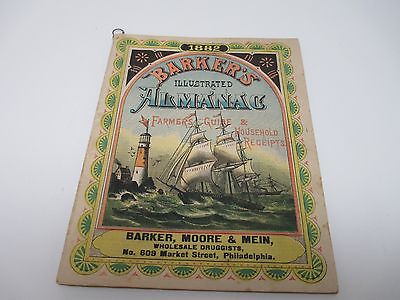 1882
BARKER'S
ILLUSTRATED
ALMANAC
FARMERS GUIDE &
HOUSEHOLD
RECEIPTS
BARKER, MOORE & MEIN,
WHOLESALE DRUGGISTS,
No. 609 Market Street, Philadelphia.